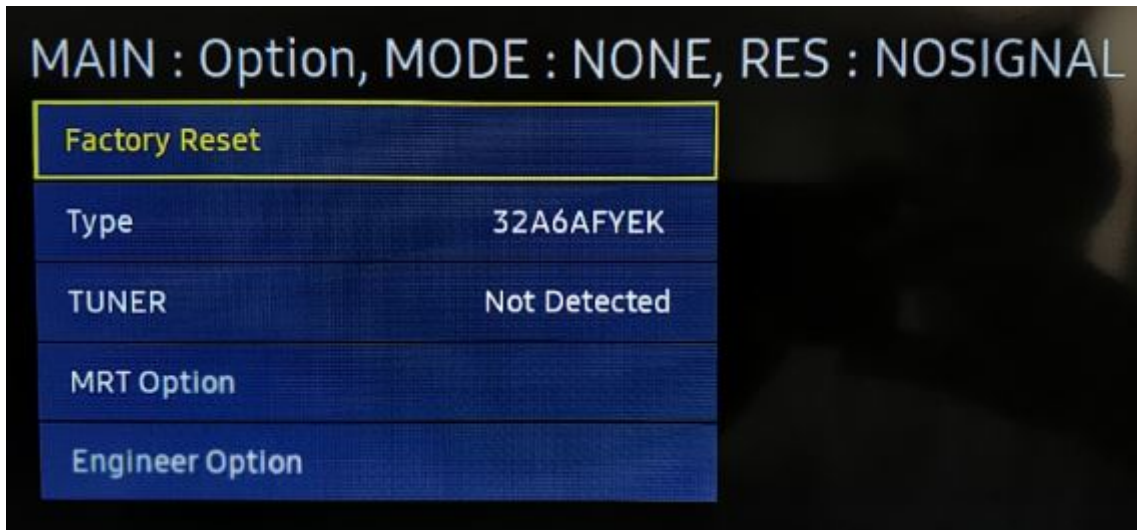 MAIN : Option, MODE : NONE, RES : NOSIGNAL
Factory Reset
Type 32A6AFYEK
TUNER Not Detected
MRT Option
Engineer Option